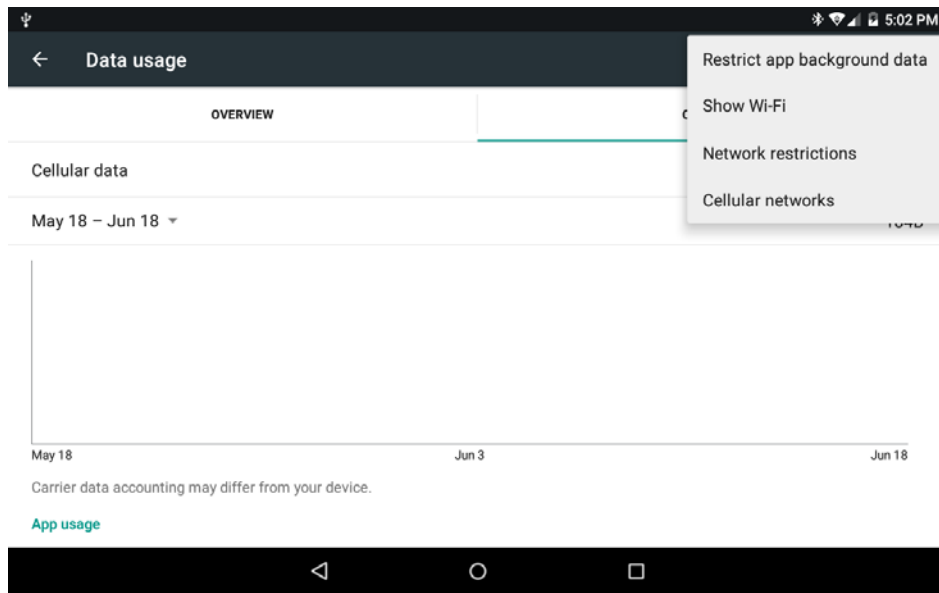 5:02 PM
Data usage
Restrict app background data
Show Wi-Fi
Network restrictions
Cellular networks
OVERVIEW
Cellular data
May 18 – Jun 18
May 18
Jun 3
Jun 18
Carrier data accounting may differ from your device.
App usage